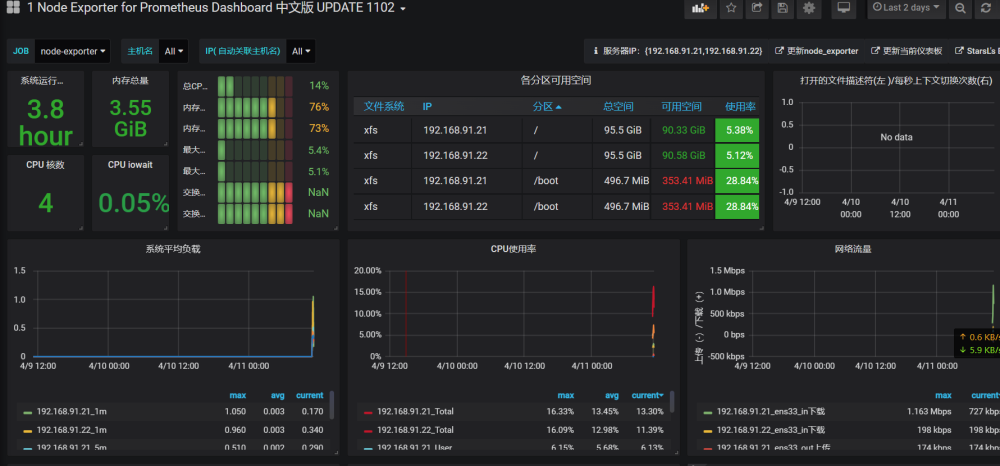 1 Node Exporter for Prometheus Dashboard 中文版 UPDATE 1102
Last 2 days
JOB node-exporter 主机名 All IP( 自动关联主机名) All
服务器IP：(192.168.91.21,192.168.91.22) 更新node_exporter 更新当前仪表板 StarsL's
系统运行...
3.8
hour
内存总量
3.55
GiB
CPU 核数
4
CPU iowait
0.05%
总CP... 14%
内存... 76%
内存... 73%
最大... 5.4%
最大... 5.1%
交换... NaN
交换... NaN
各分区可用空间
文件系统 IP 分区 总空间 可用空间 使用率
xfs 192.168.91.21 / 95.5 GiB 90.33 GiB 5.38%
xfs 192.168.91.22 / 95.5 GiB 90.58 GiB 5.12%
xfs 192.168.91.21 /boot 496.7 MiB 353.41 MiB 28.84%
xfs 192.168.91.22 /boot 496.7 MiB 353.41 MiB 28.84%
打开的文件描述符(左 )/每秒上下文切换次数(右)
1.0
0.5
No data
0
-0.5
-1.0
4/9 12:00 4/10 4/10 4/11
00:00 12:00 00:00
系统平均负载
1.5
1.0
0.5
0
4/9 12:00 4/10 00:00 4/10 12:00 4/11 00:00
max avg current
192.168.91.21_1m 1.050 0.003 0.170
192.168.91.22_1m 0.960 0.003 0.340
192.168.91.21_5m 0.510 0.002 0.290
CPU使用率
20.00%
15.00%
10.00%
5.00%
0%
4/9 12:00 4/10 00:00 4/10 12:00 4/11 00:00
max avg current
192.168.91.21_Total 16.33% 13.45% 13.30%
192.168.91.22_Total 16.09% 12.98% 11.39%
192.168.91.21_User 6.15% 5.68% 6.13%
网络流量
上传（-）/下载（+）
1.5 Mbps
1.0 Mbps
500 kbps
0 bps
-500 kbps
4/9 12:00 4/10 00:00 4/10 12:00 4/11 00:00
↑ 0.6 KB/s
↓ 5.9 KB/s
max current
192.168.91.21_ens33_in下载 1.163 Mbps 727 kb
192.168.91.22_ens33_in下载 198 kbps 198 kb
192.168.91.21_ens33_out上传 174 kbps 174 kb